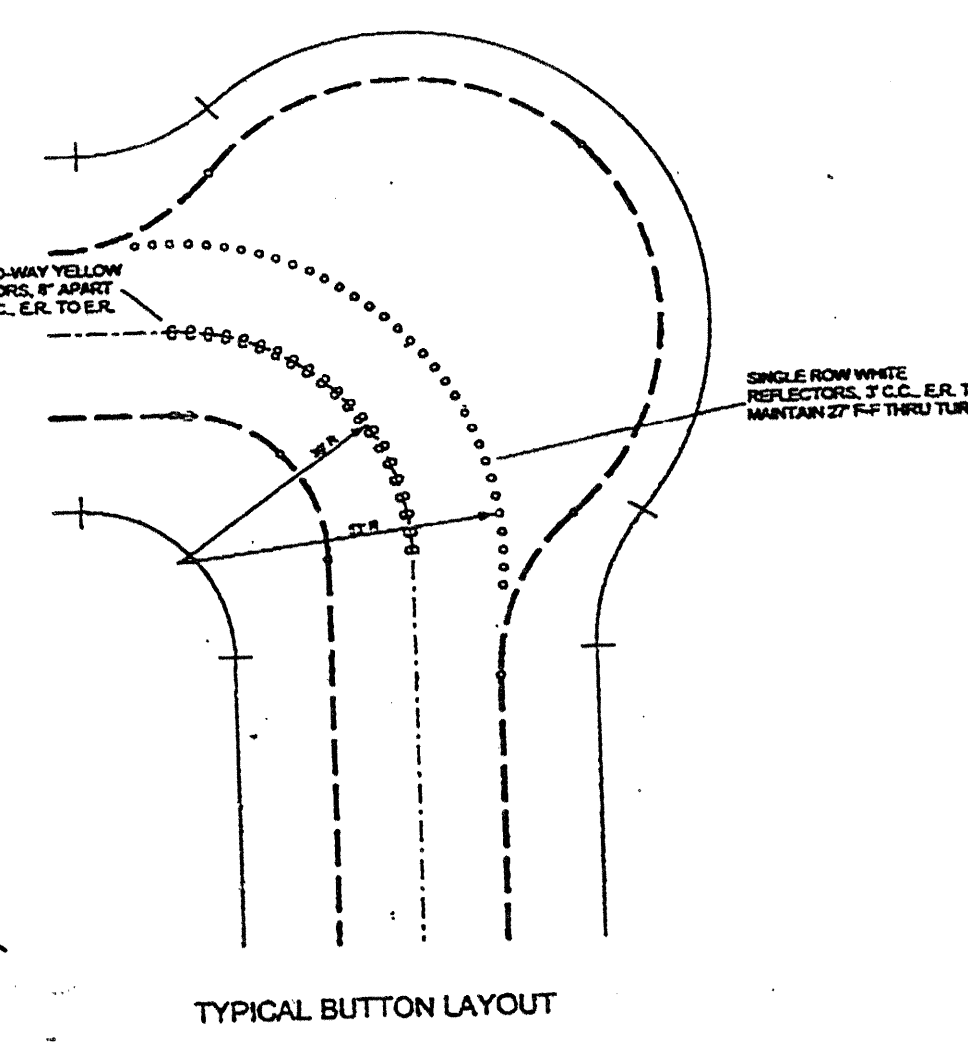 O-WAY YELLOW
ORS, 8" APART
C., E.R. TO E.R.
SINGLE ROW WHITE
REFLECTORS, 3' C.C., E.R. T
MAINTAIN 27' F-F THRU TUR
R
R
TYPICAL BUTTON LAYOUT